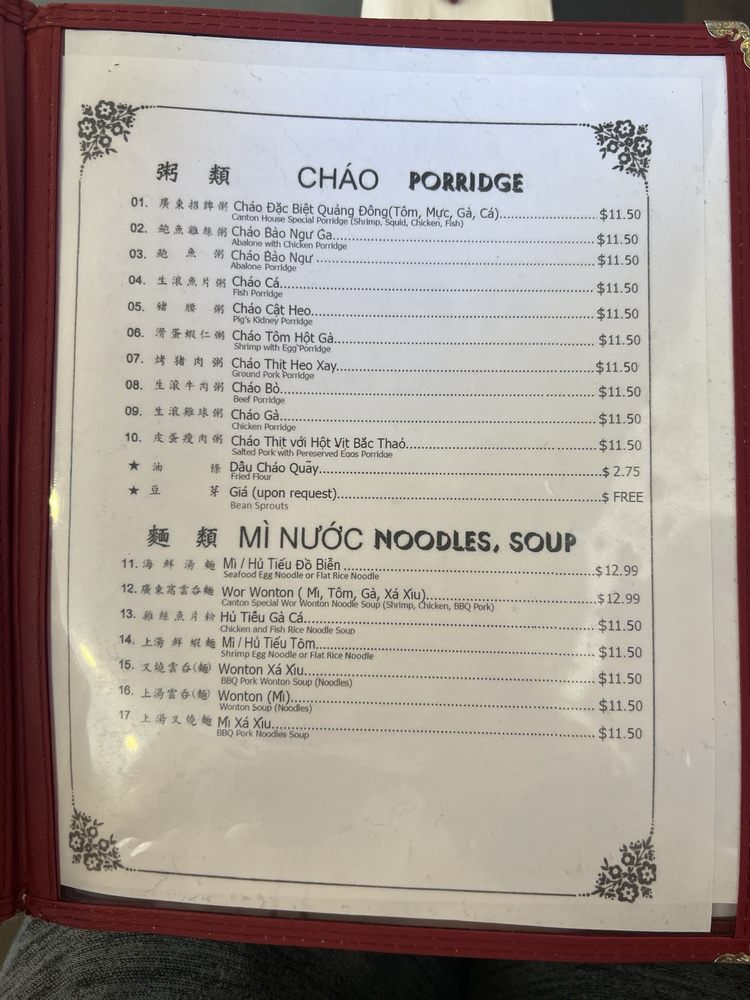 粥 類 CHÁO PORRIDGE
01. 廣東招牌粥 Cháo Đặc Biệt Quảng Đông(Tôm, Mực, Gà, Cá)..........$11.50
Canton House Special Porridge (Shrimp, Squid, Chicken, Fish)
02. 鮑魚雞絲粥 Cháo Bào Ngư Ga..........$11.50
Abalone with Chicken Porridge
03. 鮑 魚 粥 Cháo Bào Ngư..........$11.50
Abalone Porridge
04. 生滾魚片粥 Cháo Cá..........$11.50
Fish Porridge
05. 豬 腰 粥 Cháo Cật Heo..........$11.50
Pig's Kidney Porridge
06. 滑蛋蝦仁粥 Cháo Tôm Hột Gà..........$11.50
Shrimp with Egg Porridge
07. 烤豬肉粥 Cháo Thịt Heo Xay..........$11.50
Ground Pork Porridge
08. 生滾牛肉粥 Cháo Bò..........$11.50
Beef Porridge
09. 生滾雞球粥 Cháo Gà..........$11.50
Chicken Porridge
10. 皮蛋瘦肉粥 Cháo Thịt với Hột Vịt Bắc Thaỏ..........$11.50
Salted Pork with Pereserved Eggs Porridge
★ 油 條 Dầu Cháo Quẫy..........$ 2.75
Fried Flour
★ 豆 芽 Giá (upon request)..........$ FREE
Bean Sprouts
麵 類 MÌ NƯỚC NOODLES, SOUP
11. 海鮮湯麵 Mì / Hủ Tiếu Đồ Biễn..........$12.99
Seafood Egg Noodle or Flat Rice Noodle
12. 廣東窩雲吞麵 Wor Wonton ( Mì, Tôm, Gà, Xá Xíu)..........$12.99
Canton Special Wor Wonton Noodle Soup (Shrimp, Chicken, BBQ Pork)
13. 雞絲魚片粉 Hủ Tiếu Gà Cá..........$11.50
Chicken and Fish Rice Noodle Soup
14. 上湯鮮蝦麵 Mì / Hủ Tiếu Tôm..........$11.50
Shrimp Egg Noodle or Flat Rice Noodle
15. 叉燒雲吞(麵) Wonton Xá Xíu..........$11.50
BBQ Pork Wonton Soup (Noodles)
16. 上湯雲吞(麵) Wonton (Mì)..........$11.50
Wonton Soup (Noodles)
17 上湯叉燒麵 Mì Xá Xíu..........$11.50
BBQ Pork Noodles Soup